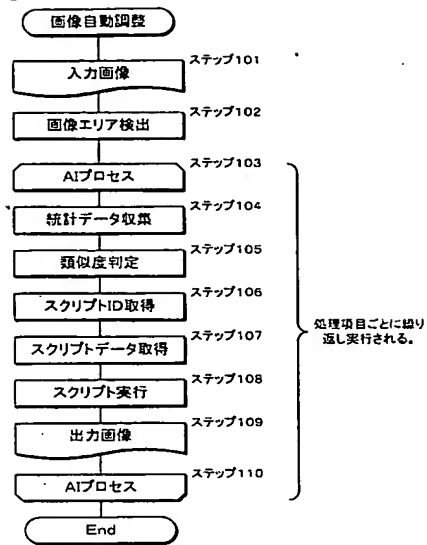 画像自動調整
ステップ101
入力画像
ステップ102
画像エリア検出
ステップ103
AIプロセス
ステップ104
統計データ収集
ステップ105
類似度判定
ステップ106
スクリプトID取得
ステップ107
スクリプトデータ取得
ステップ108
スクリプト実行
ステップ109
出力画像
ステップ110
AIプロセス
End
処理項目ごとに繰り
返し実行される。